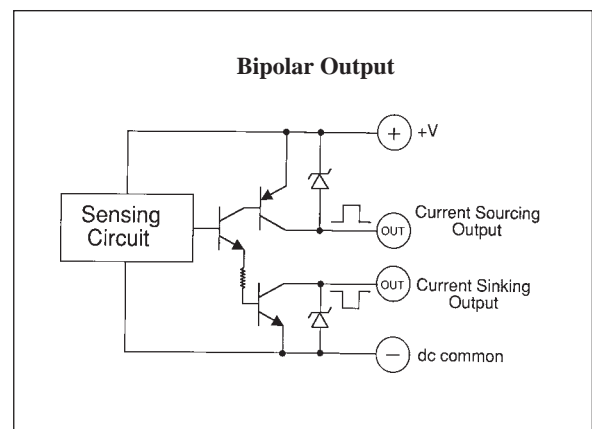 Bipolar Output
+
+V
Sensing
Circuit
OUT
Current Sourcing
Output
OUT
Current Sinking
Output
−
dc common